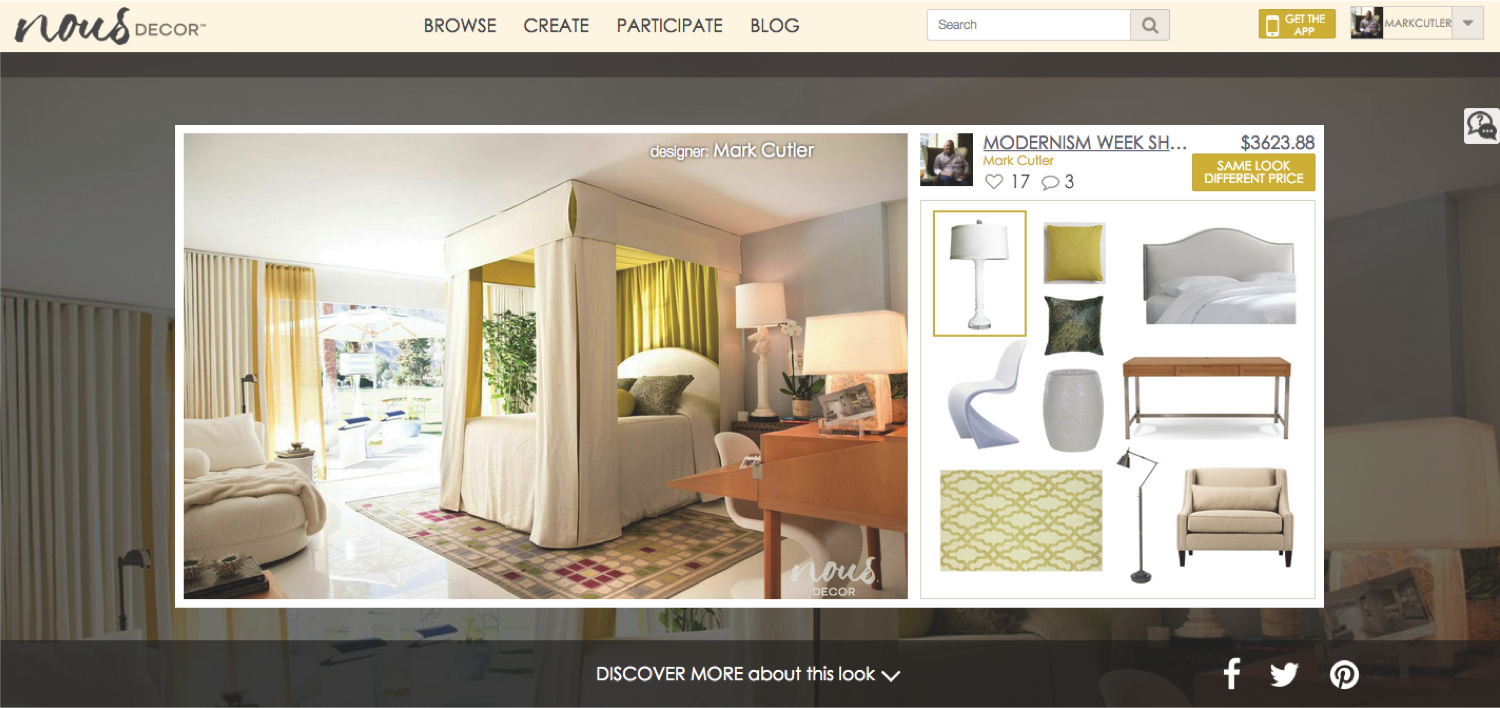 nous DECOR™
BROWSE CREATE PARTICIPATE BLOG
Search
GET THE
APP
MARKCUTLER
designer: Mark Cutler
MODERNISM WEEK SH...
$3623.88
Mark Cutler
17 3
SAME LOOK
DIFFERENT PRICE
nous
DECOR
DISCOVER MORE about this look